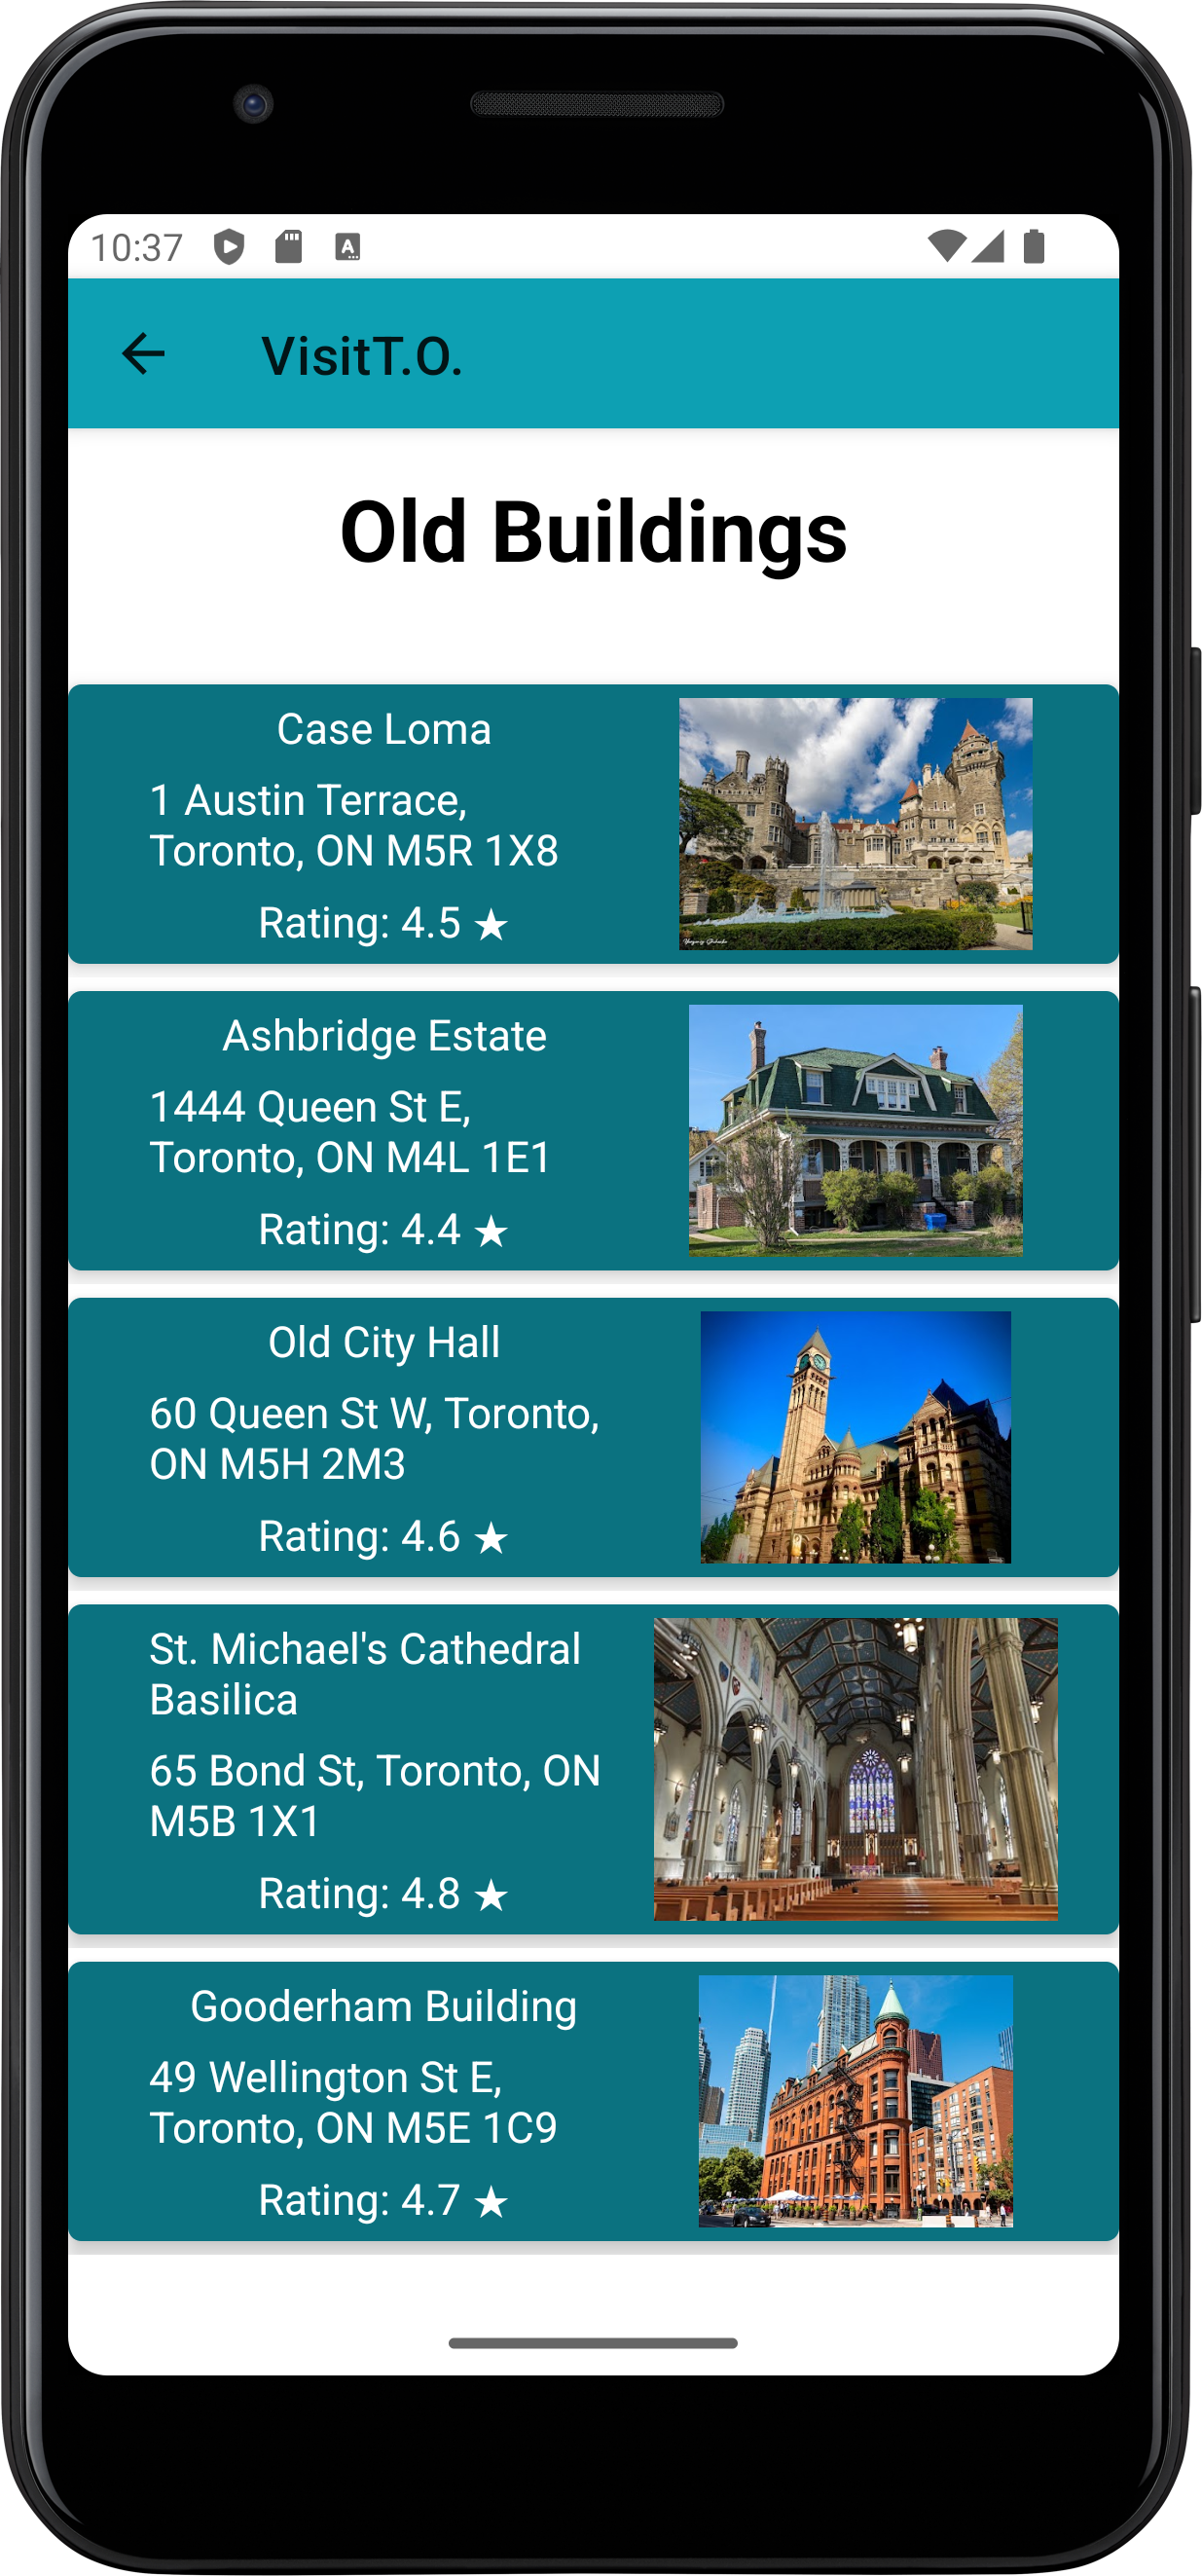 10:37
VisitT.O.
Old Buildings
Case Loma
1 Austin Terrace,
Toronto, ON M5R 1X8
Rating: 4.5 ★
Ashbridge Estate
1444 Queen St E,
Toronto, ON M4L 1E1
Rating: 4.4 ★
Old City Hall
60 Queen St W, Toronto,
ON M5H 2M3
Rating: 4.6 ★
St. Michael's Cathedral
Basilica
65 Bond St, Toronto, ON
M5B 1X1
Rating: 4.8 ★
Gooderham Building
49 Wellington St E,
Toronto, ON M5E 1C9
Rating: 4.7 ★